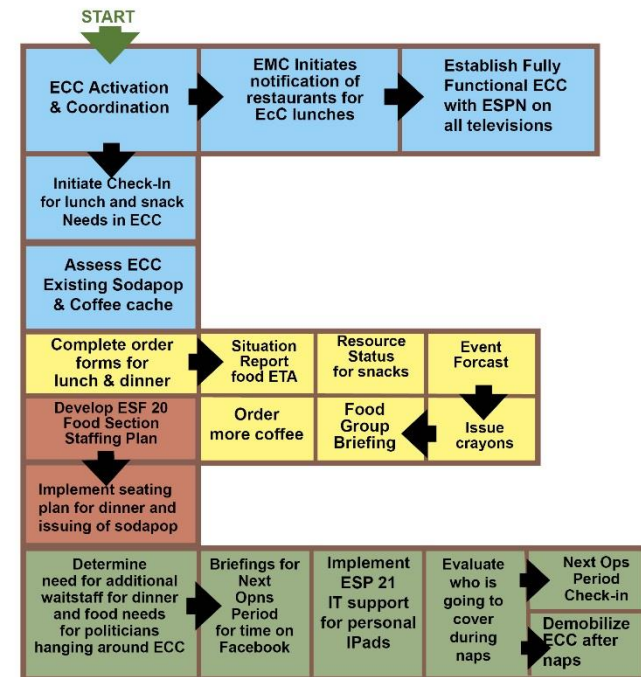 START
ECC Activation
& Coordination
EMC Initiates
notification of
restaurants for
EcC lunches
Establish Fully
Functional ECC
with ESPN on
all televisions
Initiate Check-In
for lunch and snack
Needs in ECC
Assess ECC
Existing Sodapop
& Coffee cache
Complete order
forms for
lunch & dinner
Situation
Report
food ETA
Resource
Status
for snacks
Event
Forcast
Develop ESF 20
Food Section
Staffing Plan
Order
more coffee
Food
Group
Briefing
Issue
crayons
Implement seating
plan for dinner and
issuing of sodapop
Determine
need for additional
waitstaff for dinner
and food needs
for politicians
hanging around ECC
Briefings for
Next
Opns
Period
for time on
Facebook
Implement
ESP 21
IT support
for personal
IPads
Evaluate
who is
going to
cover
during
naps
Next Ops
Period
Check-in
Demobilize
ECC after
naps